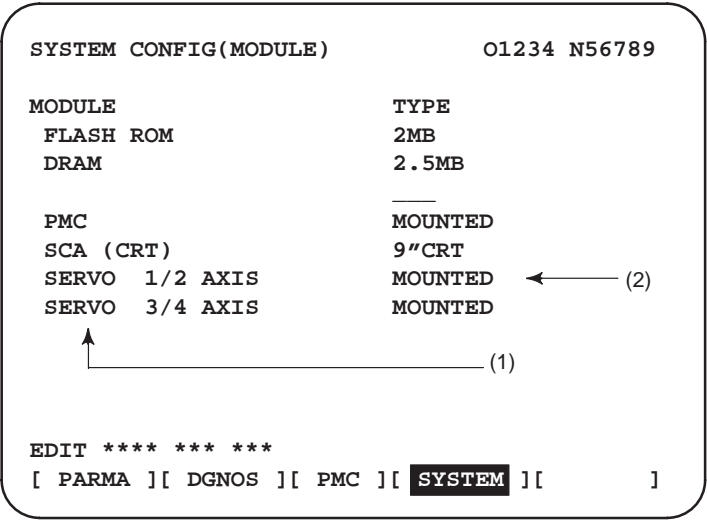 SYSTEM CONFIG(MODULE) O1234 N56789
MODULE TYPE
FLASH ROM 2MB
DRAM 2.5MB
___
PMC MOUNTED
SCA (CRT) 9″CRT
SERVO 1/2 AXIS MOUNTED (2)
SERVO 3/4 AXIS MOUNTED
(1)
EDIT **** *** ***
[ PARMA ][ DGNOS ][ PMC ][ SYSTEM ][ ]